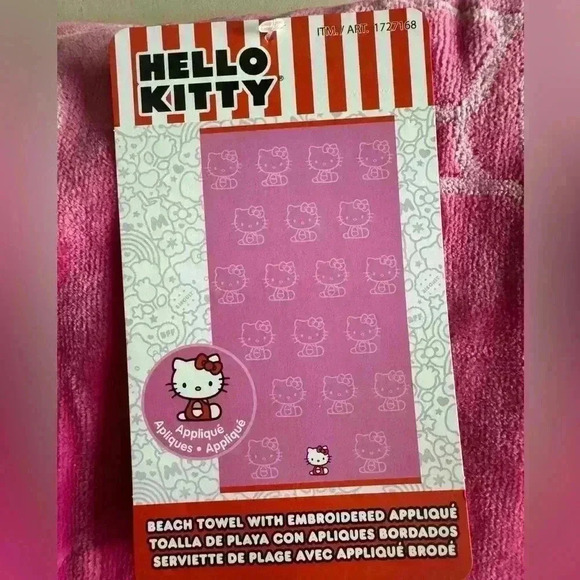 ITM. / ART. 1727168
HELLO
KITTY®
Appliqué
Apliques • Appliqué
BEACH TOWEL WITH EMBROIDERED APPLIQUÉ
TOALLA DE PLAYA CON APLIQUES BORDADOS
SERVIETTE DE PLAGE AVEC APPLIQUÉ BRODÉ